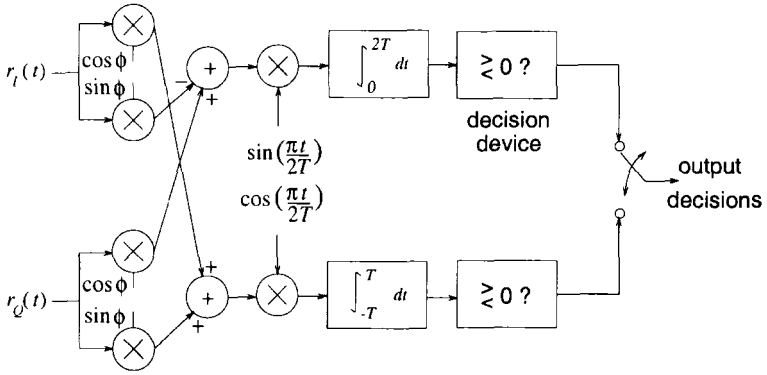 r_I(t)
cos φ
sin φ
−
+
+
∫_0^{2T} dt
≥ < 0 ?
decision
device
sin(πt/2T)
cos(πt/2T)
output
decisions
r_Q(t)
cos φ
sin φ
+
+
+
∫_{-T}^{T} dt
≥ < 0 ?